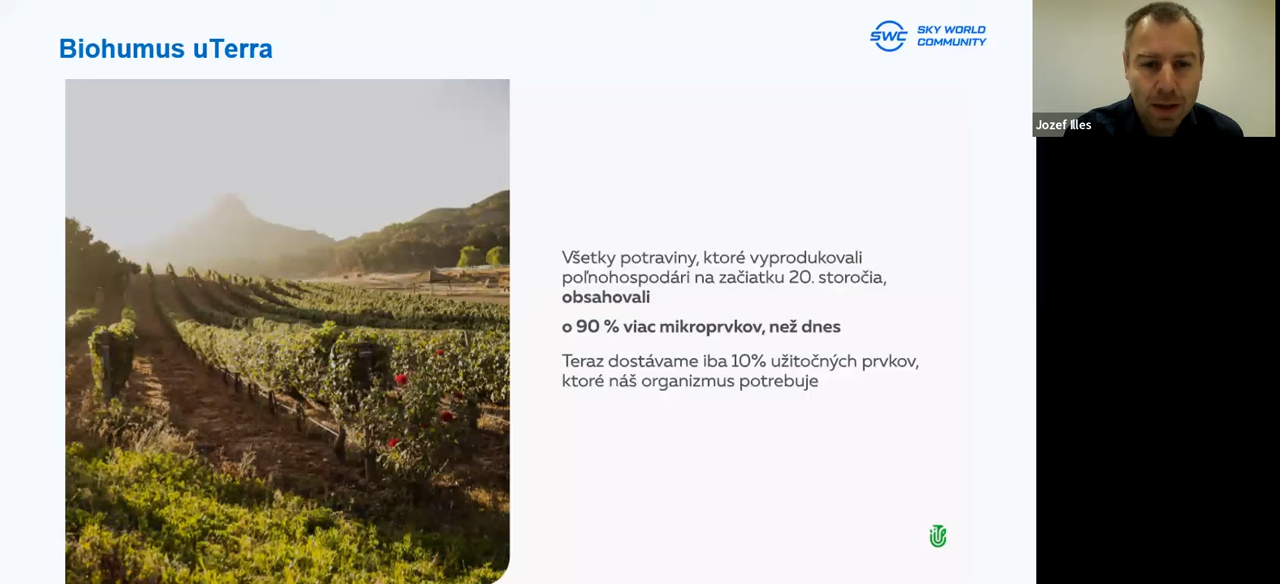 Biohumus uTerra
SWC
SKY WORLD
COMMUNITY
Jozef Illes
Všetky potraviny, ktoré vyprodukovali
poľnohospodári na začiatku 20. storočia,
obsahovali
o 90 % viac mikroprvkov, než dnes
Teraz dostávame iba 10% užitočných prvkov,
ktoré náš organizmus potrebuje